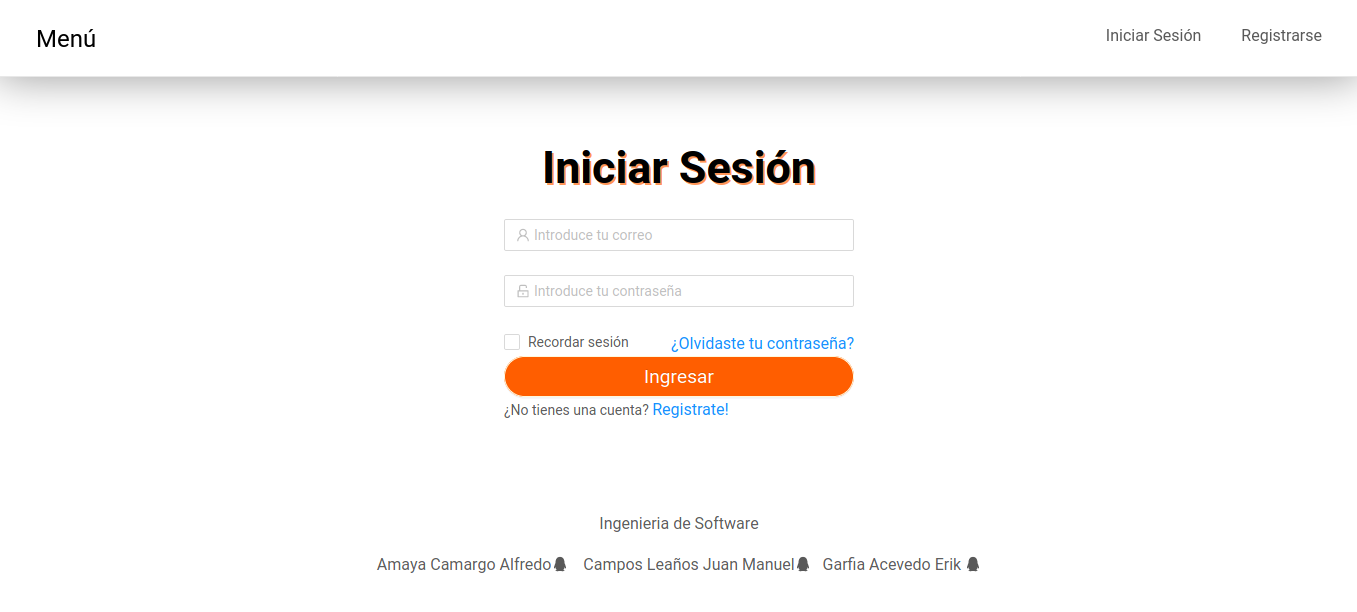 Menú
Iniciar Sesión Registrarse
Iniciar Sesión
Introduce tu correo
Introduce tu contraseña
Recordar sesión ¿Olvidaste tu contraseña?
Ingresar
¿No tienes una cuenta? Registrate!
Ingenieria de Software
Amaya Camargo Alfredo Campos Leaños Juan Manuel Garfia Acevedo Erik